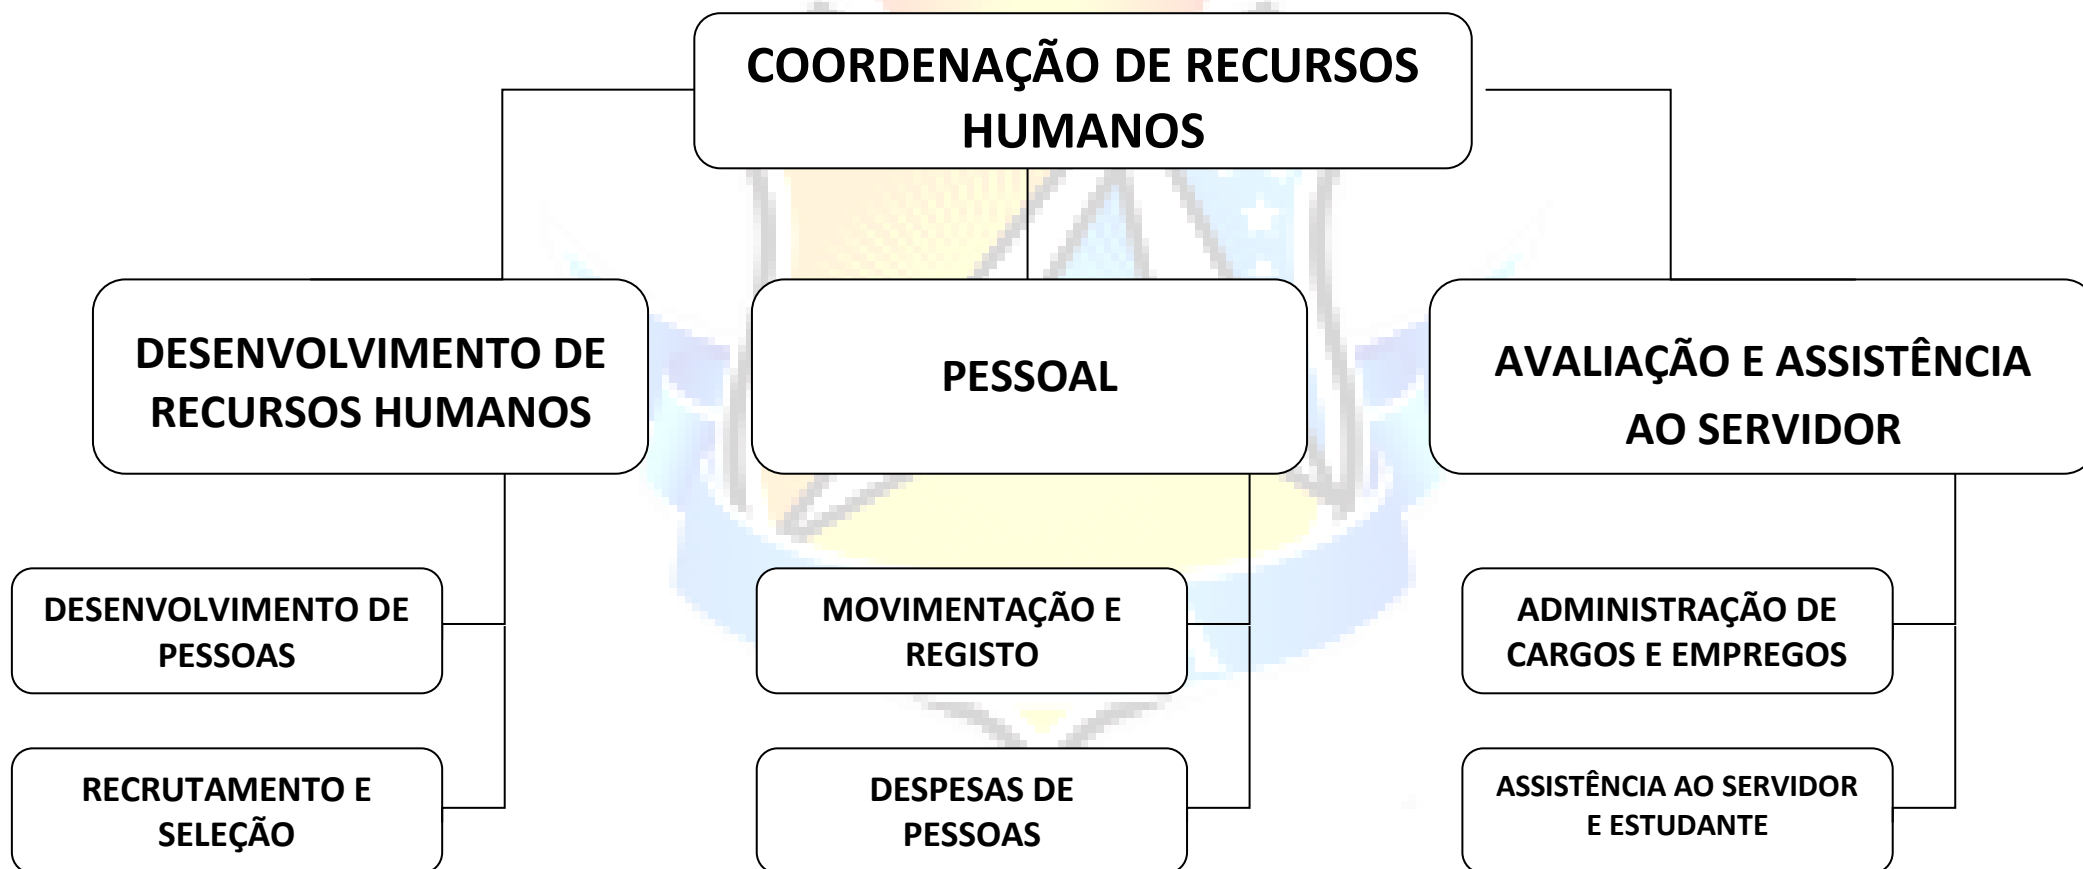 COORDENAÇÃO DE RECURSOS
HUMANOS
DESENVOLVIMENTO DE
RECURSOS HUMANOS
PESSOAL
AVALIAÇÃO E ASSISTÊNCIA
AO SERVIDOR
DESENVOLVIMENTO DE
PESSOAS
MOVIMENTAÇÃO E
REGISTO
ADMINISTRAÇÃO DE
CARGOS E EMPREGOS
RECRUTAMENTO E
SELEÇÃO
DESPESAS DE
PESSOAS
ASSISTÊNCIA AO SERVIDOR
E ESTUDANTE